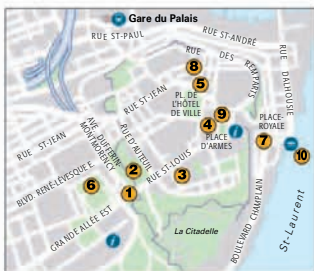 Gare du Palais
RUE ST-PAUL
RUE ST-ANDRÉ
RUE DES REMPARTS
RUE DALHOUSE
8
5
RUE ST-JEAN
PL. DE
L'HÔTEL
DE VILLE
9
4
PLACE
D'ARMES
i
PLACE-
ROYALE
7
10
RUE ST-JEAN
AVE. DUFFERIN-
MONTMORENCY
RUE D'AUTEUIL
RUE ST-LOUIS
2
3
BLVD. RENÉ-LÉVESQUE E
6
1
GRANDE ALLÉE EST
i
La Citadelle
BOULEVARD CHAMPLAIN
St-Laurent